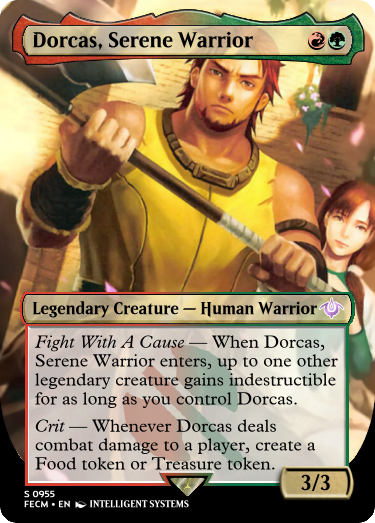 Dorcas, Serene Warrior
Legendary Creature — Human Warrior
Fight With A Cause — When Dorcas,
Serene Warrior enters, up to one other
legendary creature gains indestructible
for as long as you control Dorcas.
Crit — Whenever Dorcas deals
combat damage to a player, create a
Food token or Treasure token.
3/3
S 0955
FECM • EN INTELLIGENT SYSTEMS